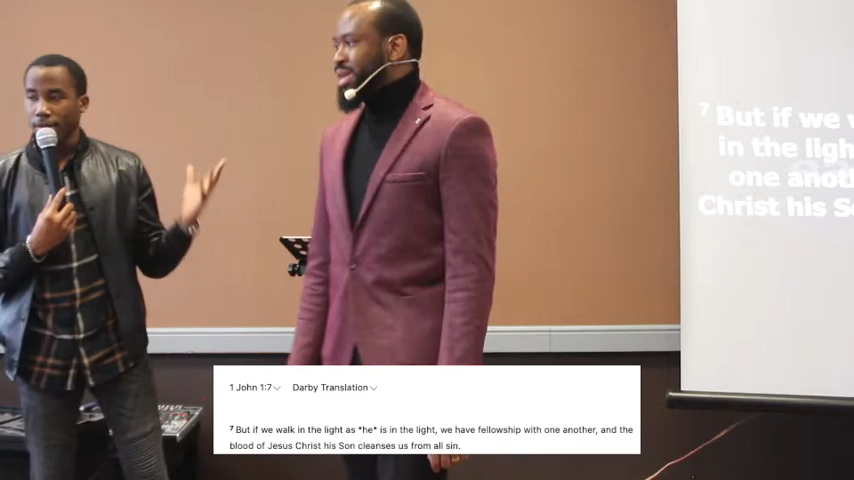 7 But if we
in the ligh
one anot
Christ his S
1 John 1:7 Darby Translation
7 But if we walk in the light as *he* is in the light, we have fellowship with one another, and the
blood of Jesus Christ his Son cleanses us from all sin.